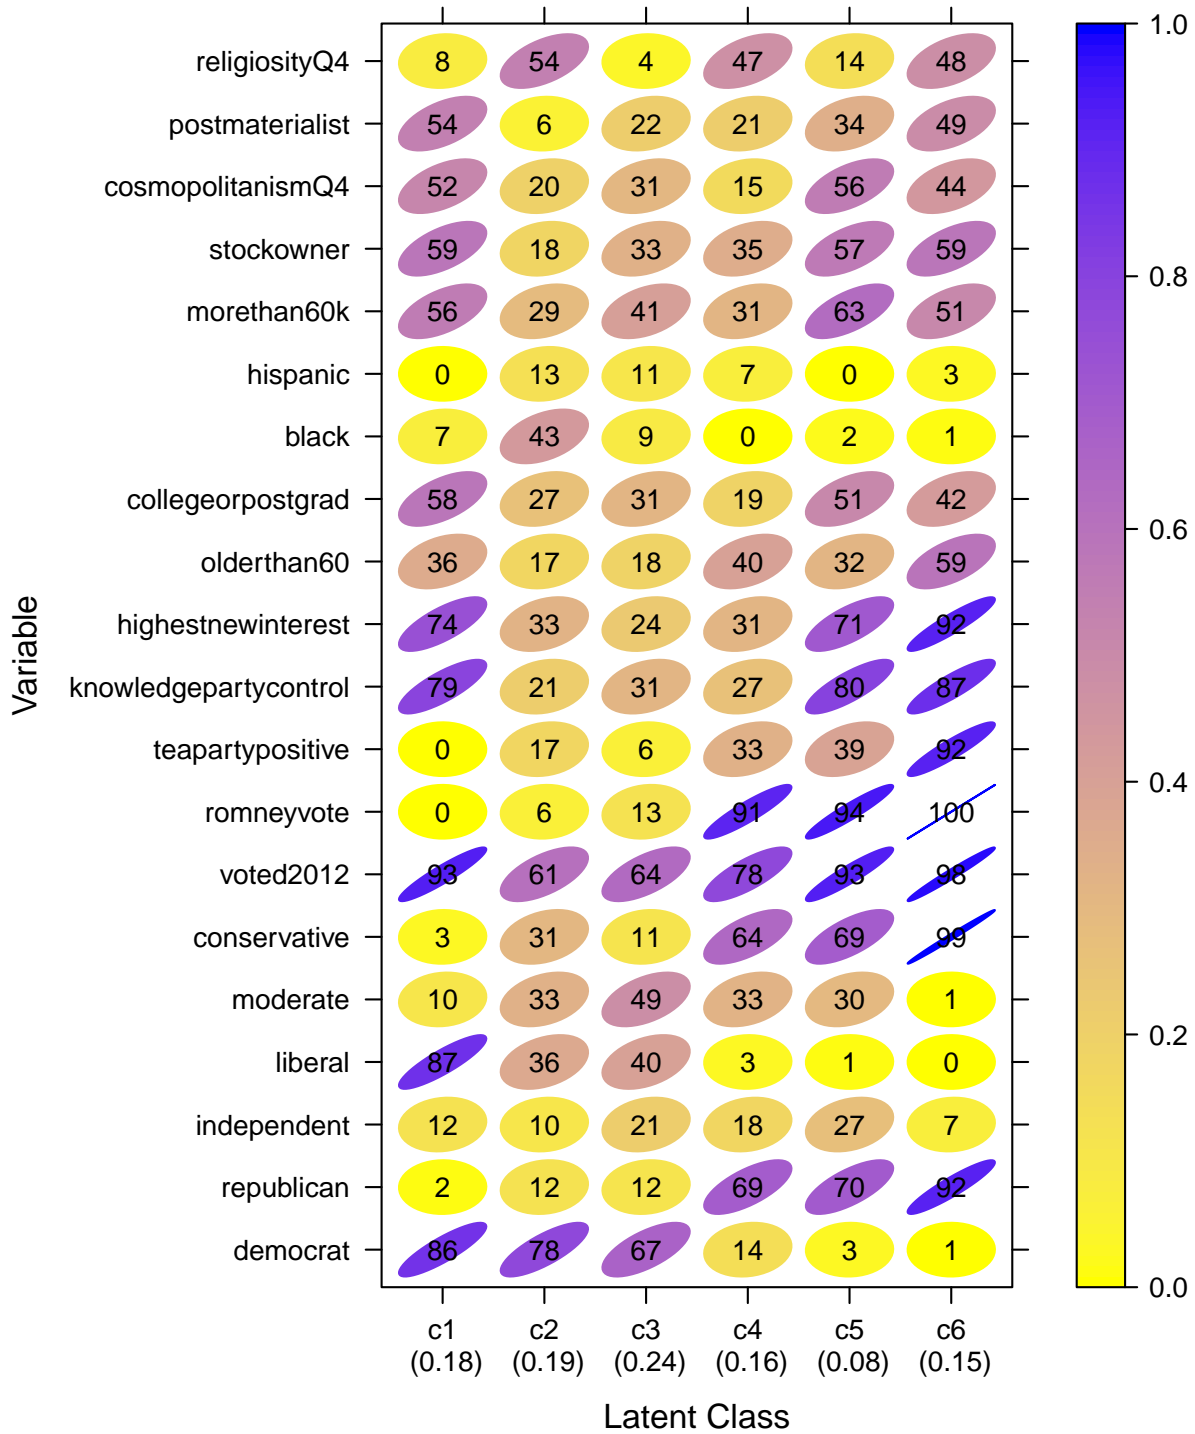 religiosityQ4 8 54 4 47 14 48
postmaterialist 54 6 22 21 34 49
cosmopolitanismQ4 52 20 31 15 56 44
stockowner 59 18 33 35 57 59
morethan60k 56 29 41 31 63 51
hispanic 0 13 11 7 0 3
black 7 43 9 0 2 1
collegeorpostgrad 58 27 31 19 51 42
olderthan60 36 17 18 40 32 59
highestnewinterest 74 33 24 31 71 92
knowledgepartycontrol 79 21 31 27 80 87
teapartypositive 0 17 6 33 39 92
romneyvote 0 6 13 91 94 100
voted2012 93 61 64 78 93 98
conservative 3 31 11 64 69 99
moderate 10 33 49 33 30 1
liberal 87 36 40 3 1 0
independent 12 10 21 18 27 7
republican 2 12 12 69 70 92
democrat 86 78 67 14 3 1
c1 c2 c3 c4 c5 c6
(0.18) (0.19) (0.24) (0.16) (0.08) (0.15)
Latent Class
Variable
1.0
0.8
0.6
0.4
0.2
0.0